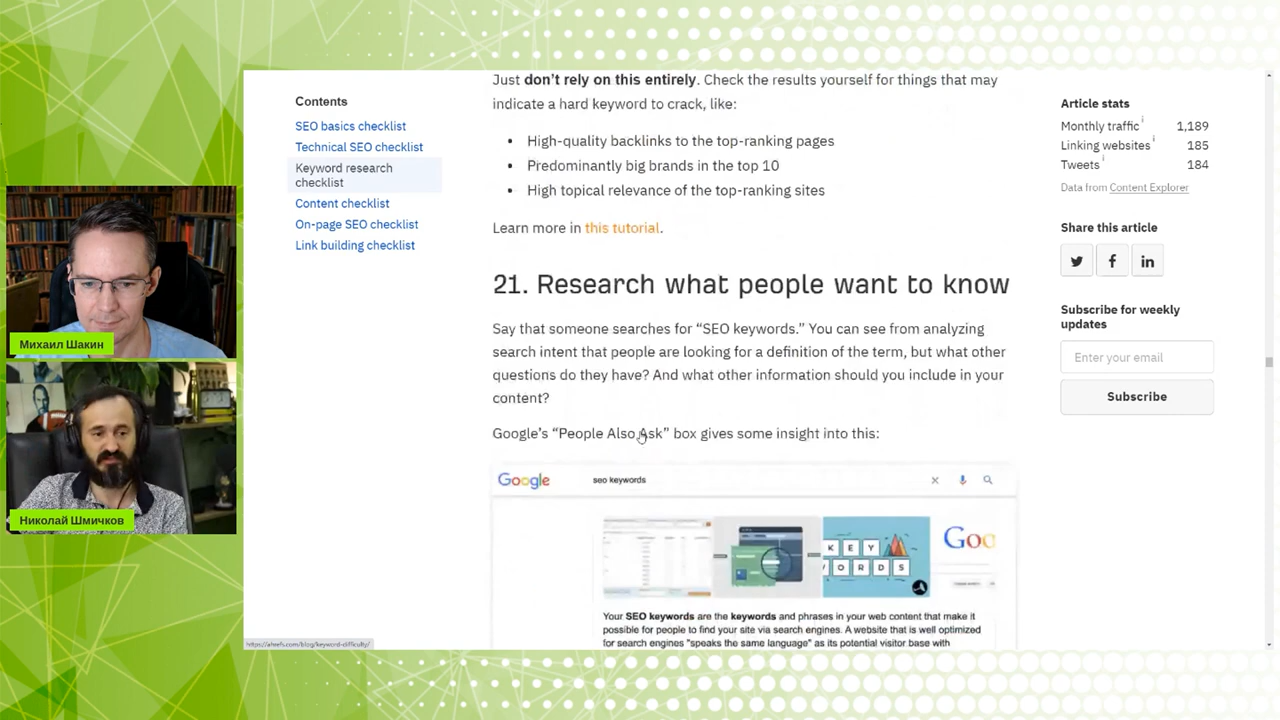 Михаил Шакин
Николай Шмичков
Contents
SEO basics checklist
Technical SEO checklist
Keyword research
checklist
Content checklist
On-page SEO checklist
Link building checklist
Just don’t rely on this entirely. Check the results yourself for things that may
indicate a hard keyword to crack, like:
• High-quality backlinks to the top-ranking pages
• Predominantly big brands in the top 10
• High topical relevance of the top-ranking sites
Learn more in this tutorial.
21. Research what people want to know
Say that someone searches for “SEO keywords.” You can see from analyzing
search intent that people are looking for a definition of the term, but what other
questions do they have? And what other information should you include in your
content?
Google’s “People Also Ask” box gives some insight into this:
Google seo keywords
KEY
WORDS
Goo
Your SEO keywords are the keywords and phrases in your web content that make it
possible for people to find your site via search engines. A website that is well optimized
for search engines "speaks the same language" as its potential visitor base with
https://ahrefs.com/blog/keyword-difficulty/
Article stats
Monthly traffic i 1,189
Linking websites i 185
Tweets i 184
Data from Content Explorer
Share this article
Subscribe for weekly
updates
Enter your email
Subscribe